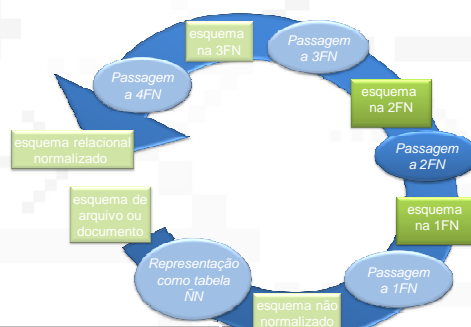 esquema
na 3FN
Passagem
a 3FN
Passagem
a 4FN
esquema
na 2FN
Passagem
a 2FN
esquema relacional
normalizado
esquema de
arquivo ou
documento
esquema
na 1FN
Representação
como tabela
ÑN
Passagem
a 1FN
esquema não
normalizado